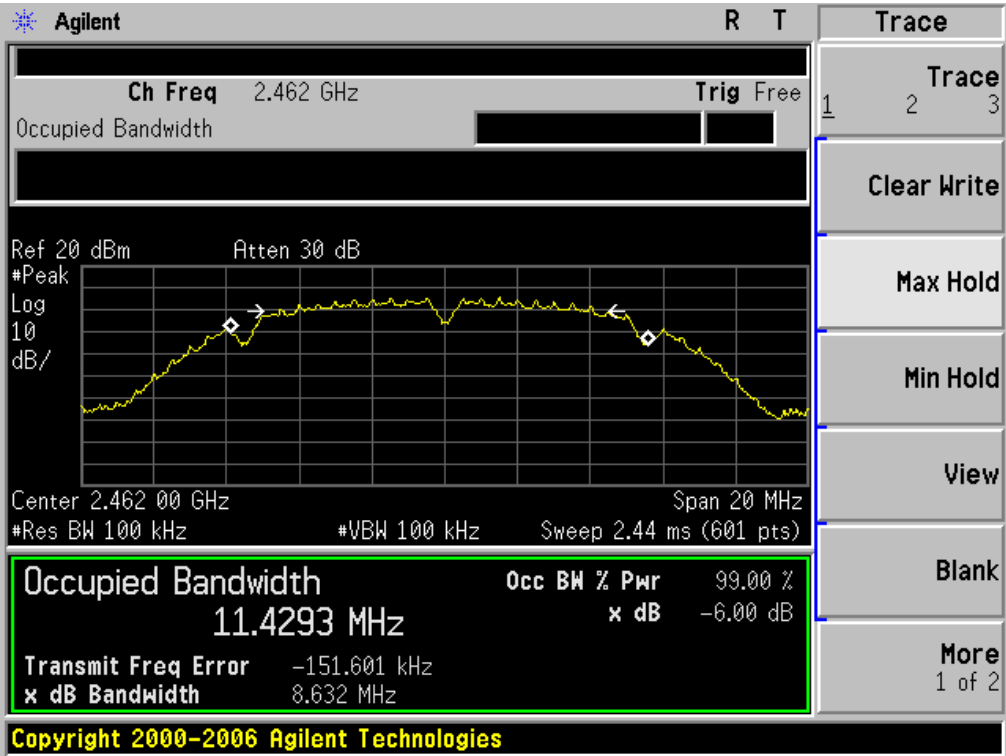 Agilent R T
Trace
Ch Freq 2.462 GHz Trig Free
Occupied Bandwidth
Ref 20 dBm Atten 30 dB
#Peak
Log
10
dB/
Center 2.462 00 GHz Span 20 MHz
#Res BW 100 kHz #VBW 100 kHz Sweep 2.44 ms (601 pts)
Occupied Bandwidth Occ BW % Pwr 99.00 %
11.4293 MHz x dB -6.00 dB
Transmit Freq Error -151.601 kHz
x dB Bandwidth 8.632 MHz
Copyright 2000-2006 Agilent Technologies
Trace
1 2 3
Clear Write
Max Hold
Min Hold
View
Blank
More
1 of 2